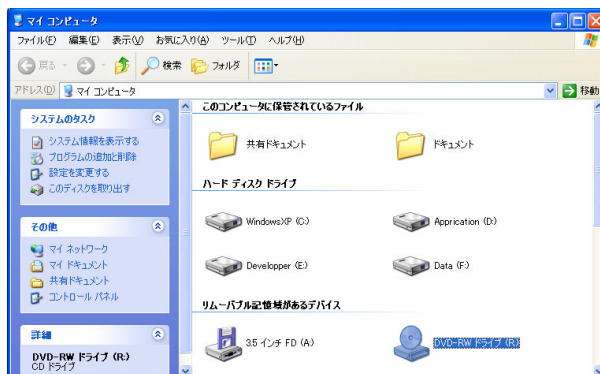 マイ コンピュータ
ファイル(F) 編集(E) 表示(V) お気に入り(A) ツール(T) ヘルプ(H)
戻る 検索 フォルダ
アドレス(D) マイ コンピュータ 移動
システムのタスク
システム情報を表示する
プログラムの追加と削除
設定を変更する
このディスクを取り出す
その他
マイ ネットワーク
マイ ドキュメント
共有ドキュメント
コントロール パネル
詳細
DVD-RW ドライブ (R:)
CD ドライブ
このコンピュータに保管されているファイル
共有ドキュメント
ドキュメント
ハード ディスク ドライブ
WindowsXP (C:)
Apprication (D:)
Developper (E:)
Data (F:)
リムーバブル記憶域があるデバイス
3.5 インチ FD (A:)
DVD-RW ドライブ (R:)